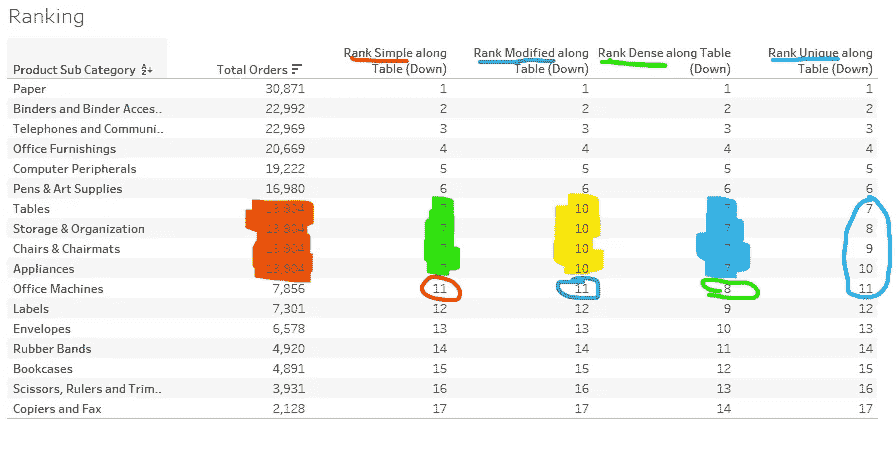 Ranking
Rank Simple along Rank Modified along Rank Dense along Table Rank Unique along
Product Sub Category Total Orders Table (Down) Table (Down) (Down) Table (Down)
Paper 30,871 1 1 1 1
Binders and Binder Acces.. 22,992 2 2 2 2
Telephones and Communi.. 22,969 3 3 3 3
Office Furnishings 20,669 4 4 4 4
Computer Peripherals 19,222 5 5 5 5
Pens & Art Supplies 16,980 6 6 6 6
Tables 13,904 7 10 7 7
Storage & Organization 13,904 7 10 7 8
Chairs & Chairmats 13,904 7 10 7 9
Appliances 13,904 7 10 7 10
Office Machines 7,856 11 11 8 11
Labels 7,301 12 12 9 12
Envelopes 6,578 13 13 10 13
Rubber Bands 4,920 14 14 11 14
Bookcases 4,891 15 15 12 15
Scissors, Rulers and Trim.. 3,931 16 16 13 16
Copiers and Fax 2,128 17 17 14 17